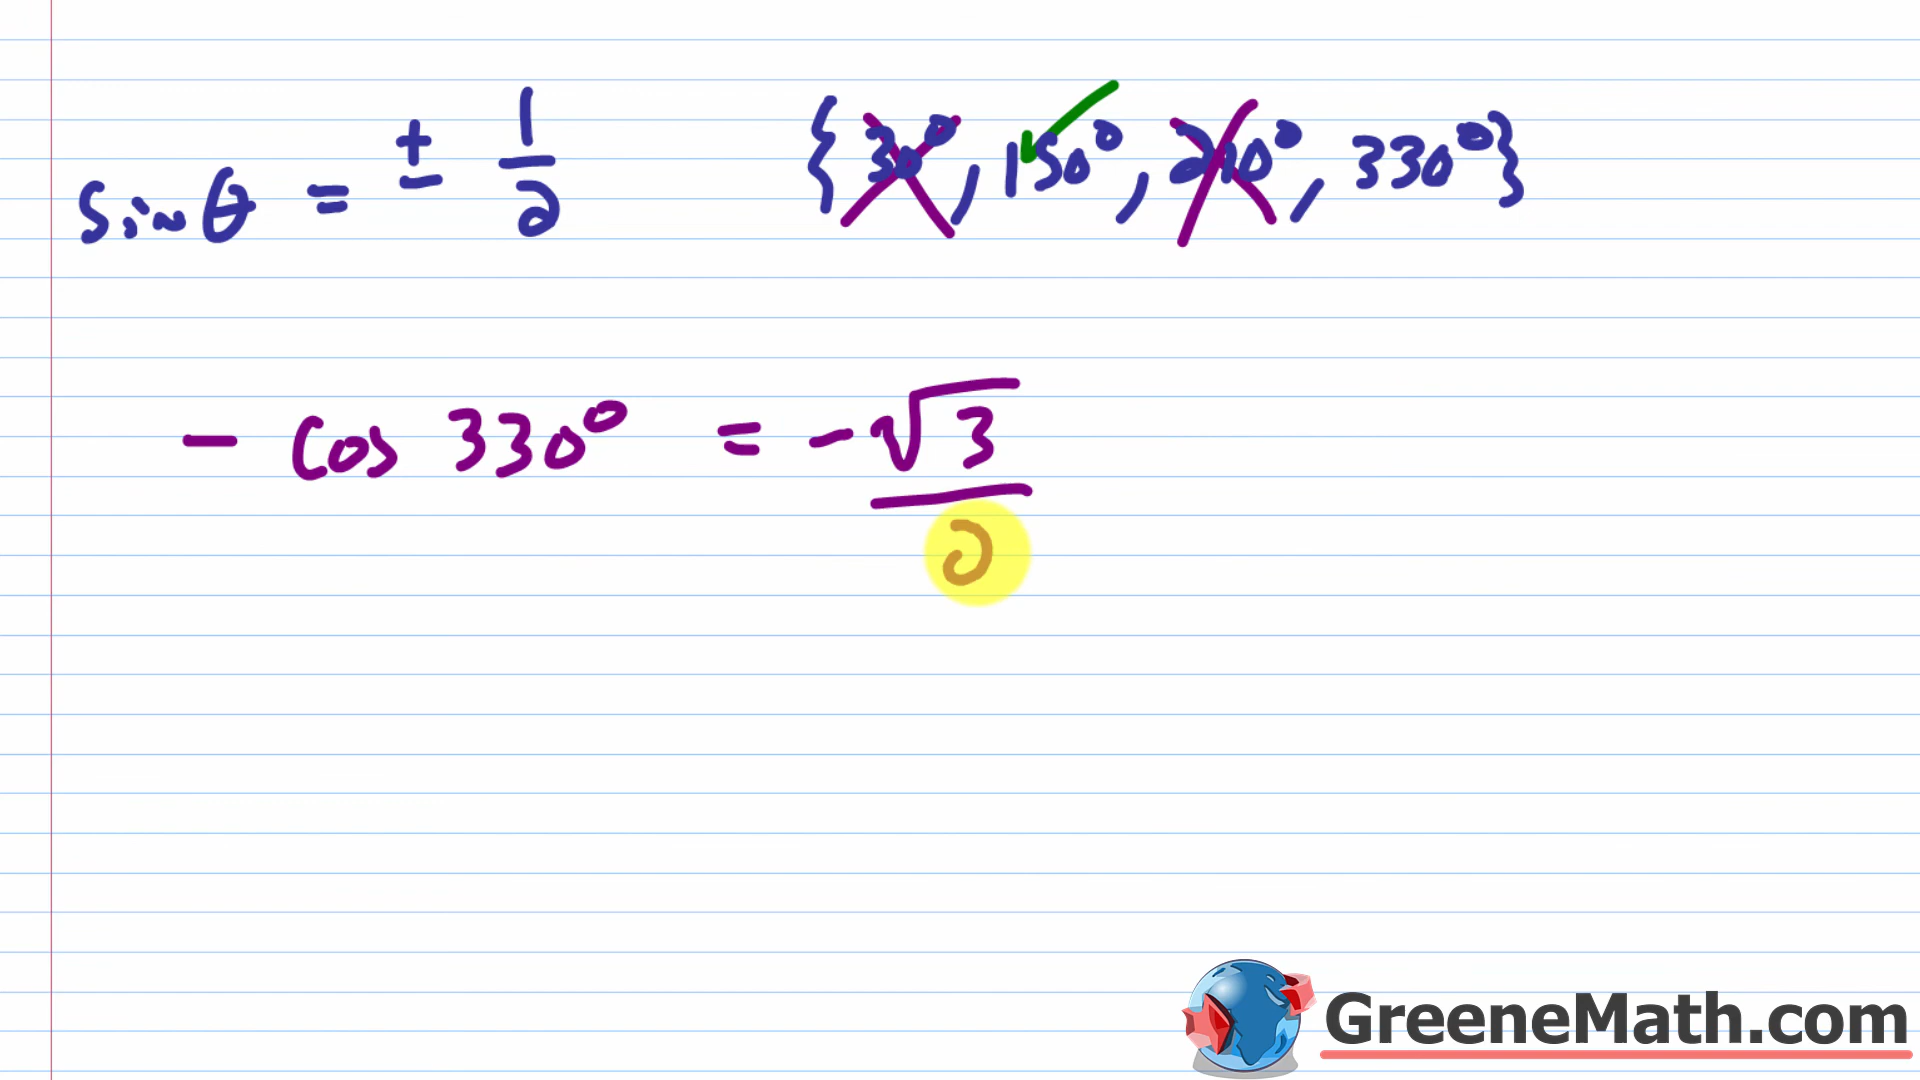 sin θ = ± 1/2 {30°, 150°, 210°, 330°}
- cos 330° = -√3/2
GreeneMath.com